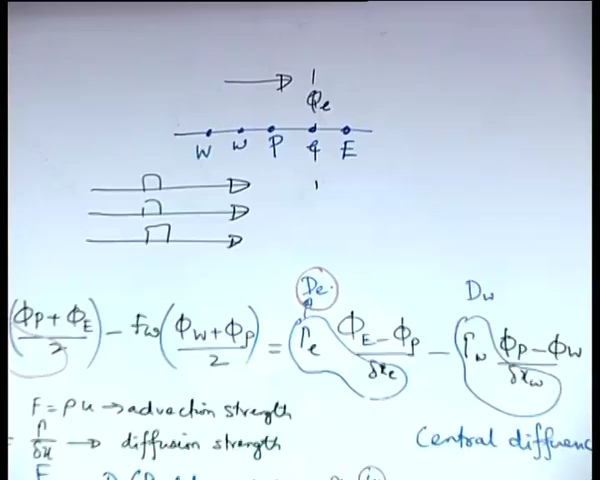 Φe
W w P e E
De
Dw
(ΦP + ΦE)/2 − Fw (ΦW + ΦP)/2 = Γe (ΦE − ΦP)/δxe − Γw (ΦP − ΦW)/δxw
F = ρu → advection strength
= Γ/δx → diffusion strength
Central differenc
F